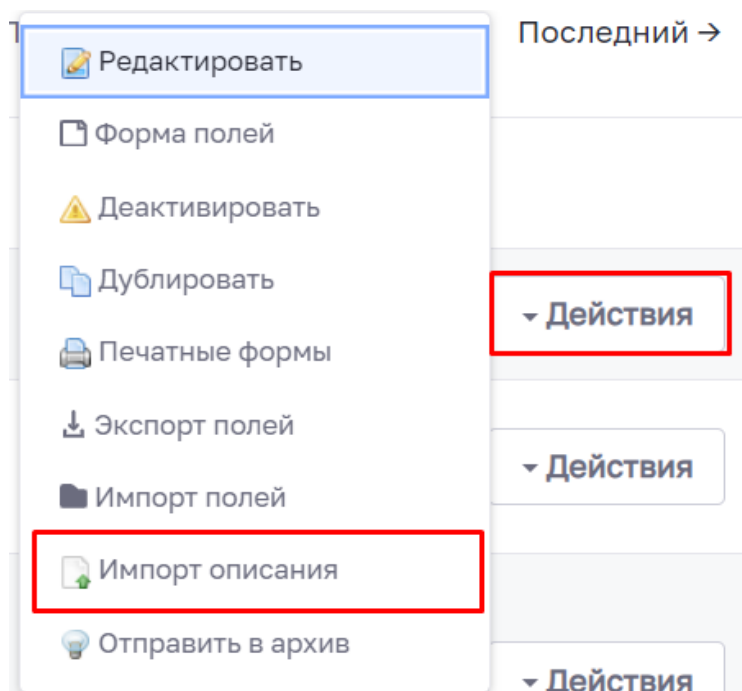 Последний →
Редактировать
Форма полей
Деактивировать
Дублировать
Действия
Печатные формы
Экспорт полей
Действия
Импорт полей
Импорт описания
Отправить в архив
Действия